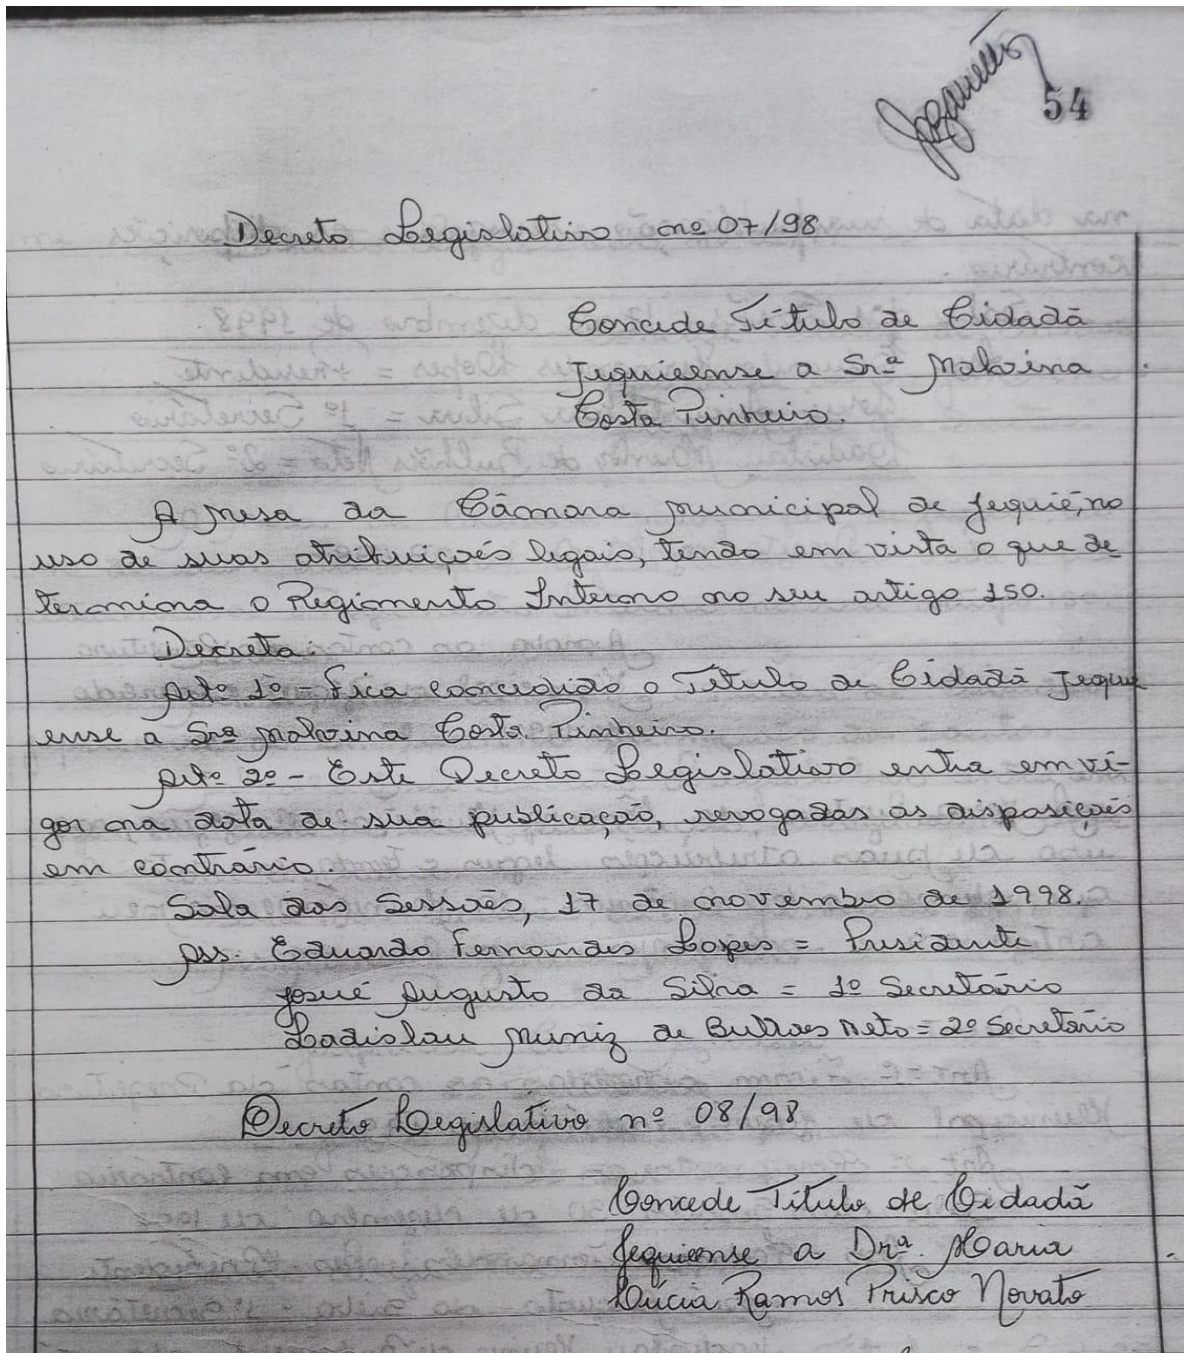 54
Decreto Legislativo nº 07/98
Concede Título de Cidadã
Jequieense a Srª Malvina
Costa Pinheiro.
A Mesa da Câmara Municipal de Jequié, no
uso de suas atribuições legais, tendo em vista o que de
termina o Regimento Interno no seu artigo 150.
Decreta:
Artº 1º - Fica concedido o Título de Cidadã Jequi
ense a Srª Malvina Costa Pinheiro.
Artº 2º - Este Decreto Legislativo entra em vi-
gor na data de sua publicação, revogadas as disposições
em contrário.
Sala das Sessões, 17 de novembro de 1998.
Ass. Eduardo Fernandes Lopes = Presidente
Josué Augusto da Silva = 1º Secretário
Ladislau Muniz de Bulhões Neto = 2º Secretário
Decreto Legislativo nº 08/98
Concede Título de Cidadã
Jequieense a Drª. Maria
Lúcia Ramos Prisco Novato